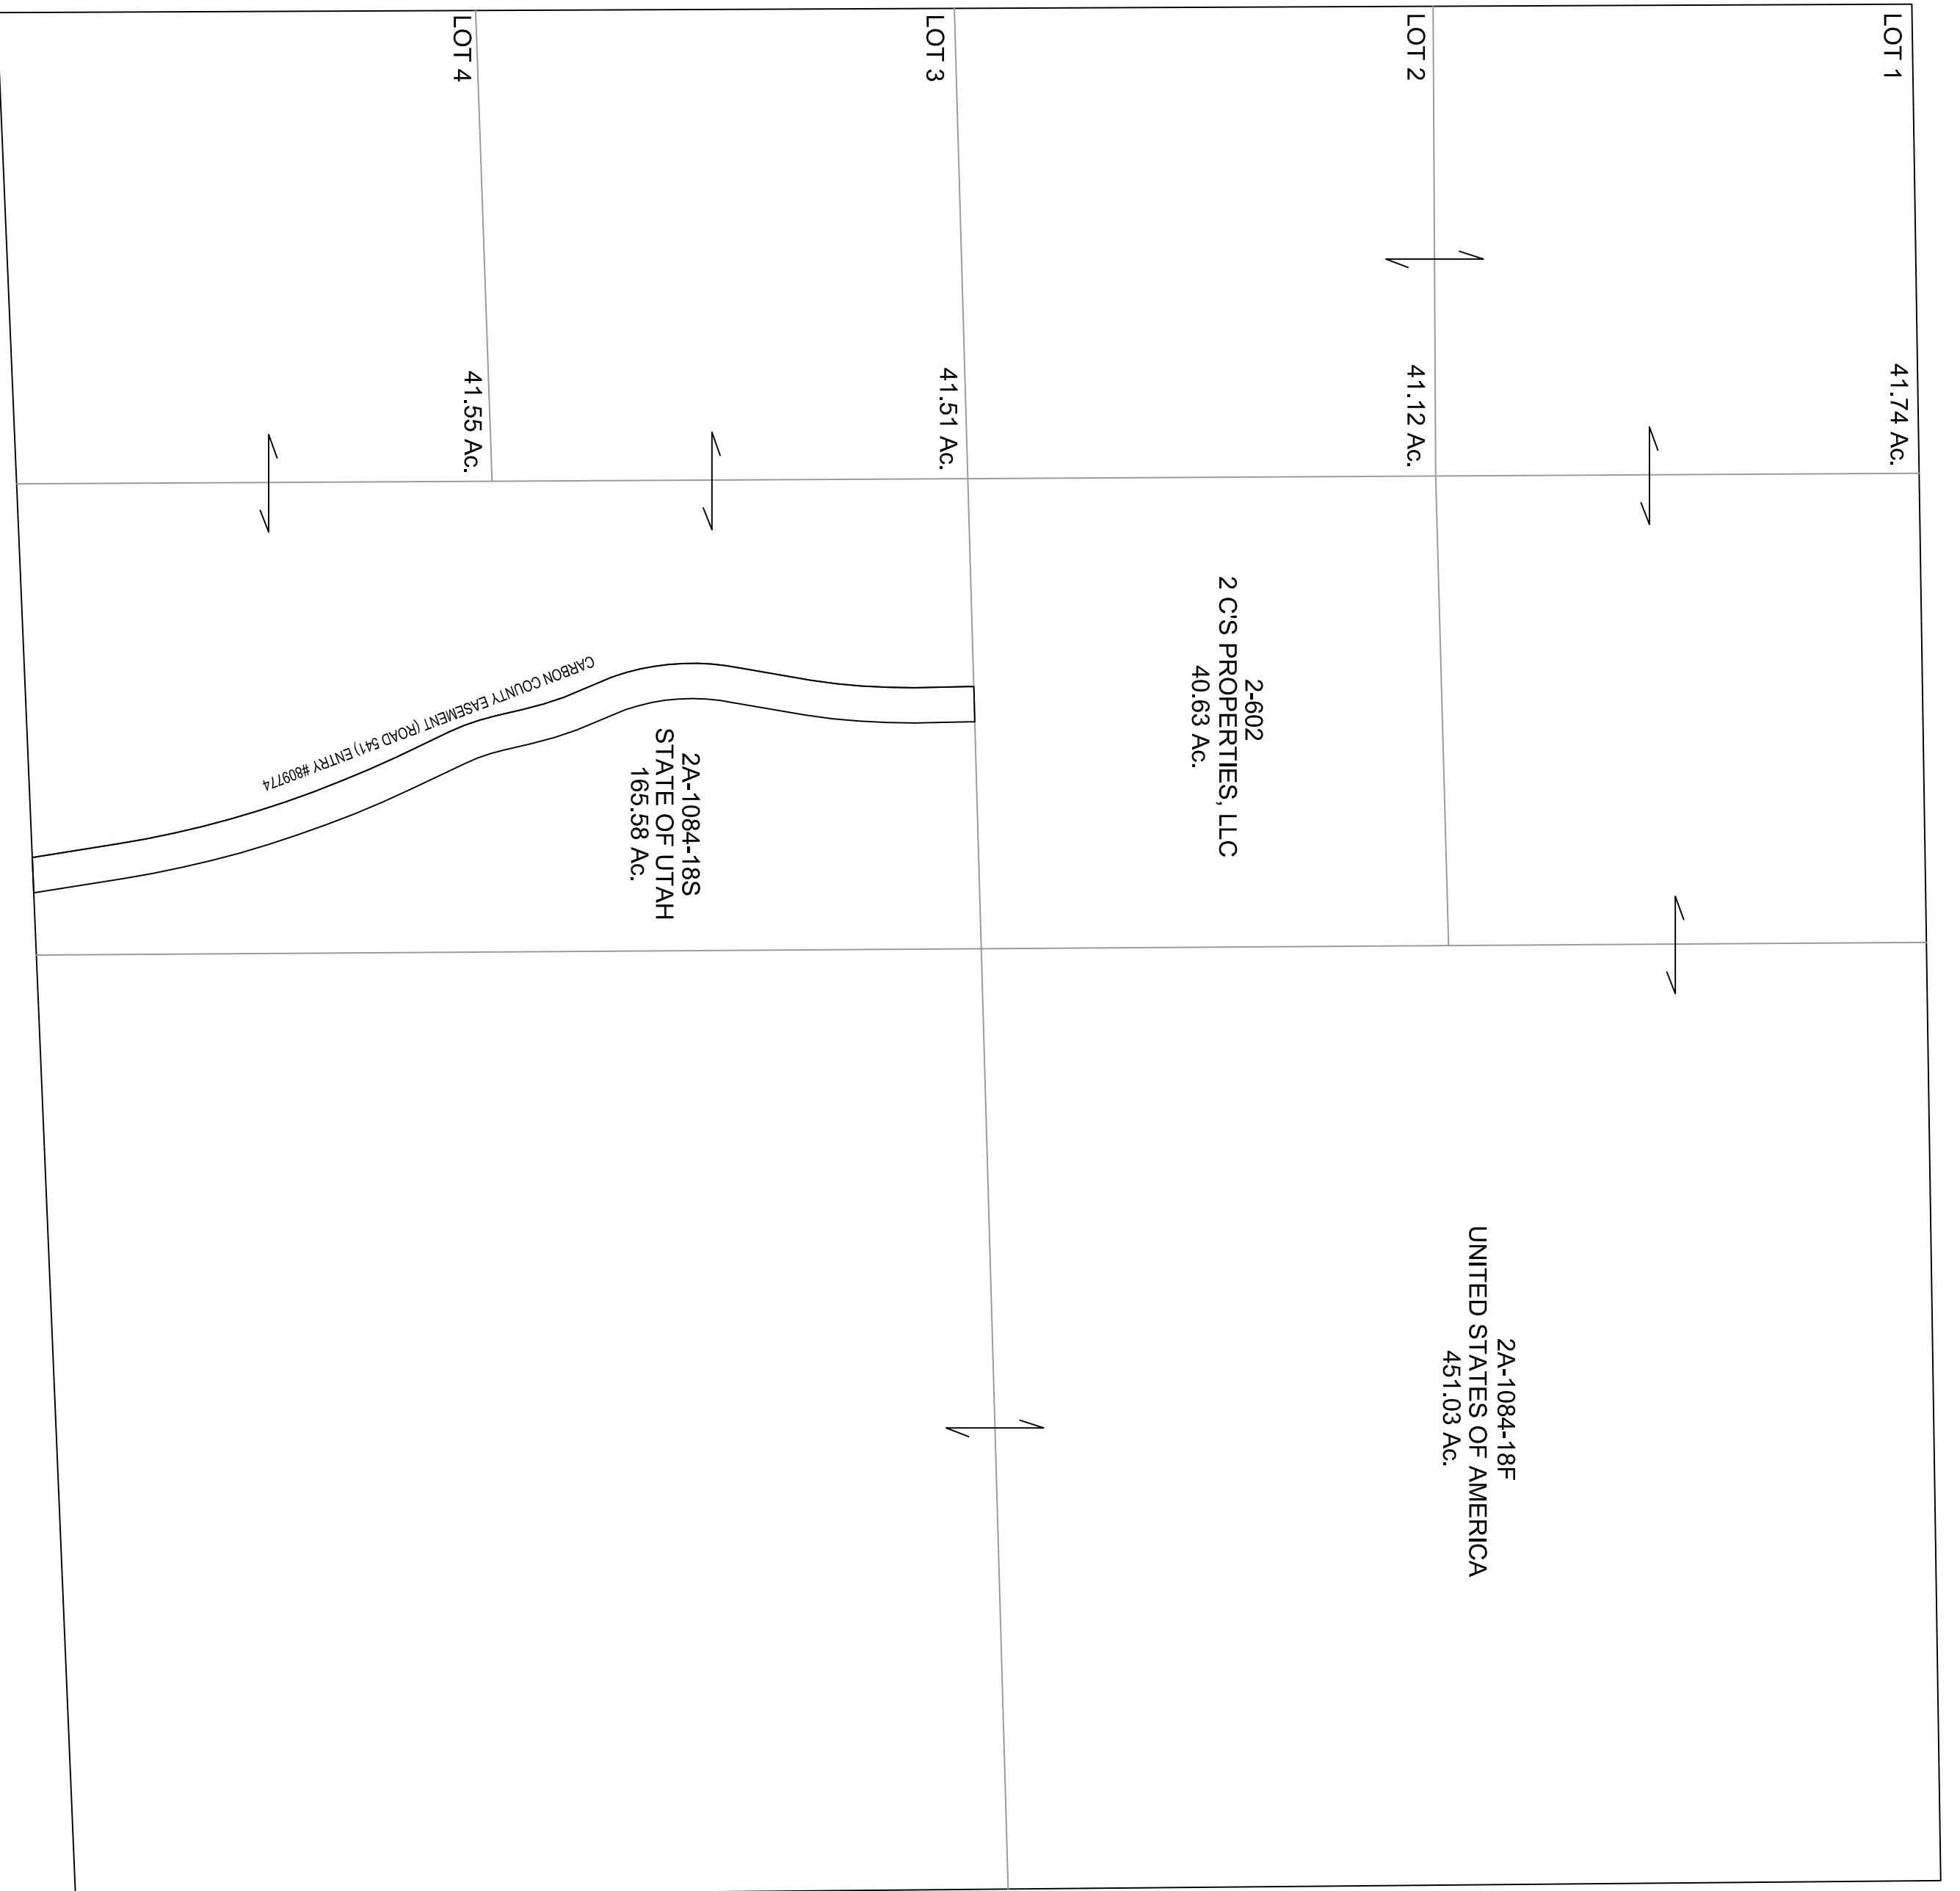 LOT 1
41.74 Ac.
LOT 2
41.12 Ac.
LOT 3
41.51 Ac.
LOT 4
41.55 Ac.
2-602
2 C'S PROPERTIES, LLC
40.63 Ac.
2A-1084-18S
STATE OF UTAH
165.58 Ac.
CARBON COUNTY EASEMENT (ROAD 541) ENTRY #809774
2A-1084-18F
UNITED STATES OF AMERICA
451.03 Ac.